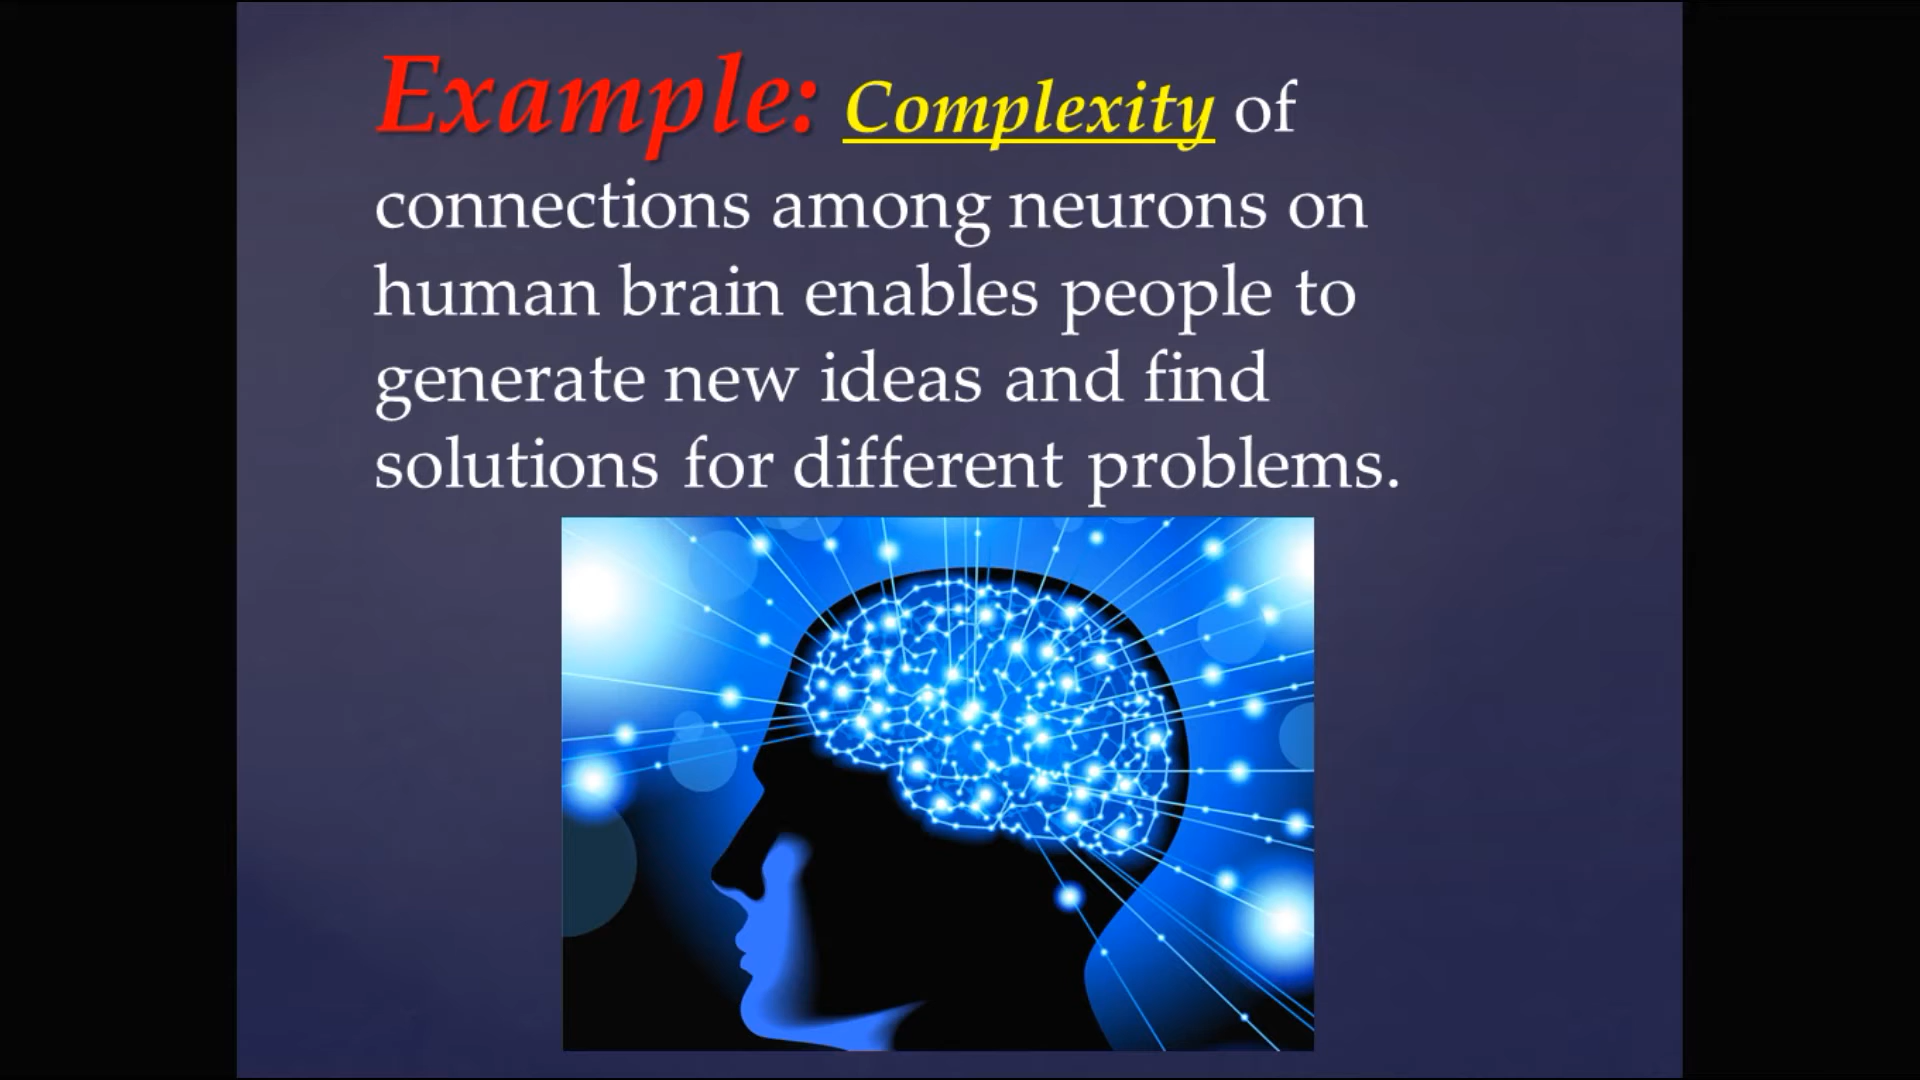 Example: Complexity of
connections among neurons on
human brain enables people to
generate new ideas and find
solutions for different problems.